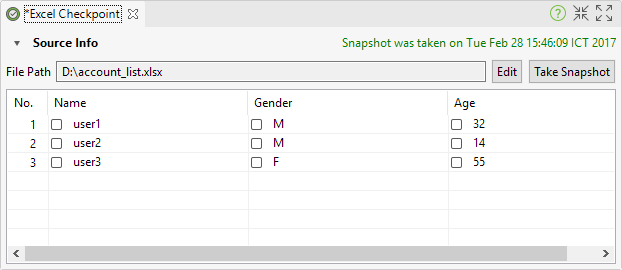 *Excel Checkpoint
Source Info Snapshot was taken on Tue Feb 28 15:46:09 ICT 2017
File Path D:\account_list.xlsx Edit Take Snapshot
No. Name Gender Age
1 user1 M 32
2 user2 M 14
3 user3 F 55